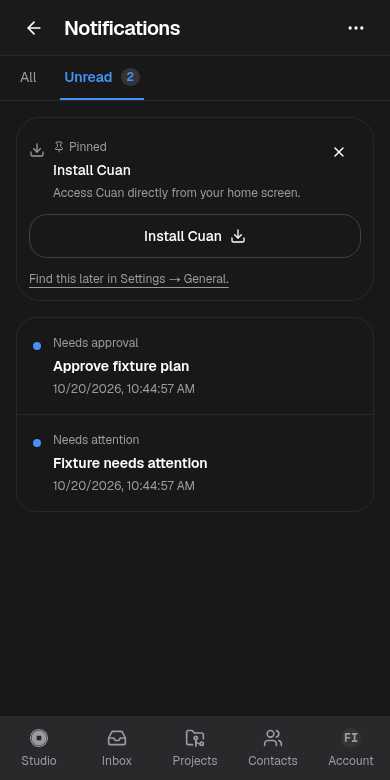 Notifications
All
Unread 2
Pinned
Install Cuan
Access Cuan directly from your home screen.
Install Cuan
Find this later in Settings → General.
Needs approval
Approve fixture plan
10/20/2026, 10:44:57 AM
Needs attention
Fixture needs attention
10/20/2026, 10:44:57 AM
FI
Studio
Inbox
Projects
Contacts
Account